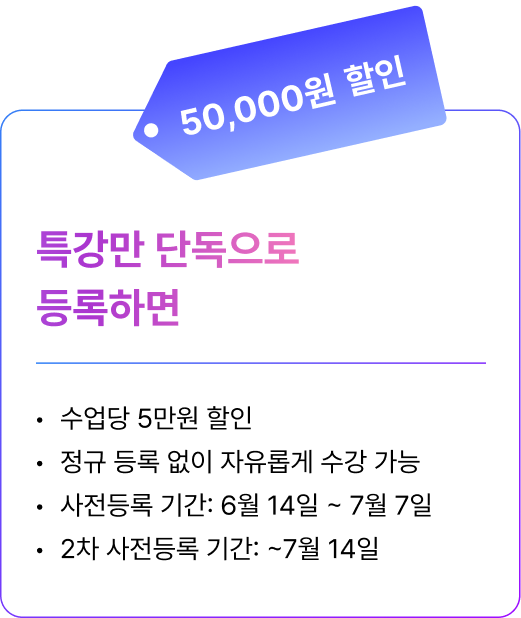 50,000원 할인
특강만 단독으로
등록하면
• 수업당 5만원 할인
• 정규 등록 없이 자유롭게 수강 가능
• 사전등록 기간: 6월 14일 ~ 7월 7일
• 2차 사전등록 기간: ~7월 14일